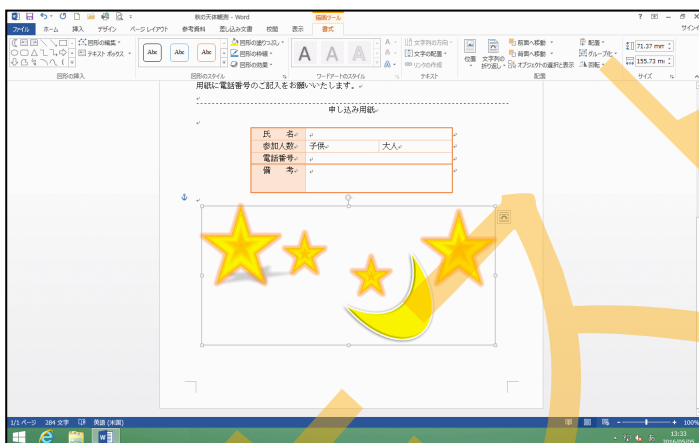 秋の天体観測 - Word
描画ツール
サインイ
ファイル ホーム 挿入 デザイン ページ レイアウト 参考資料 差し込み文書 校閲 表示 書式
図形の編集
テキスト ボックス
Abc Abc Abc
図形の塗りつぶし
図形の枠線
図形の効果
A A A
文字列の方向
文字の配置
リンクの作成
位置
文字列の
折り返し
前面へ移動
背面へ移動
オブジェクトの選択と表示
配置
グループ化
回転
71.37 mm
155.73 mm
図形の挿入 図形のスタイル ワードアートのスタイル テキスト 配置 サイズ
用紙に電話番号のご記入をお願いいたします。
申し込み用紙
氏 名
参加人数 子供 大人
電話番号
備 考
1/1 ページ 284 文字 英語 (米国) 100%
13:33
2016/05/05